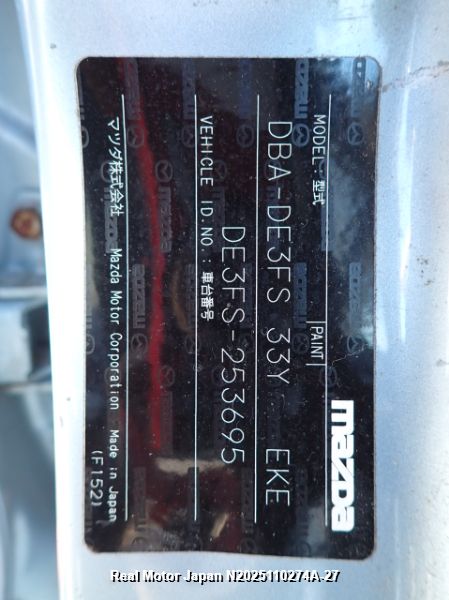 mazda
MODEL:型式 PAINT
DBA-DE3FS 33Y EKE
VEHICLE ID.NO.:車台番号
DE3FS-253695
マツダ株式会社 Mazda Motor Corporation Made in Japan
(F152)
Real Motor Japan N2025110274A-27